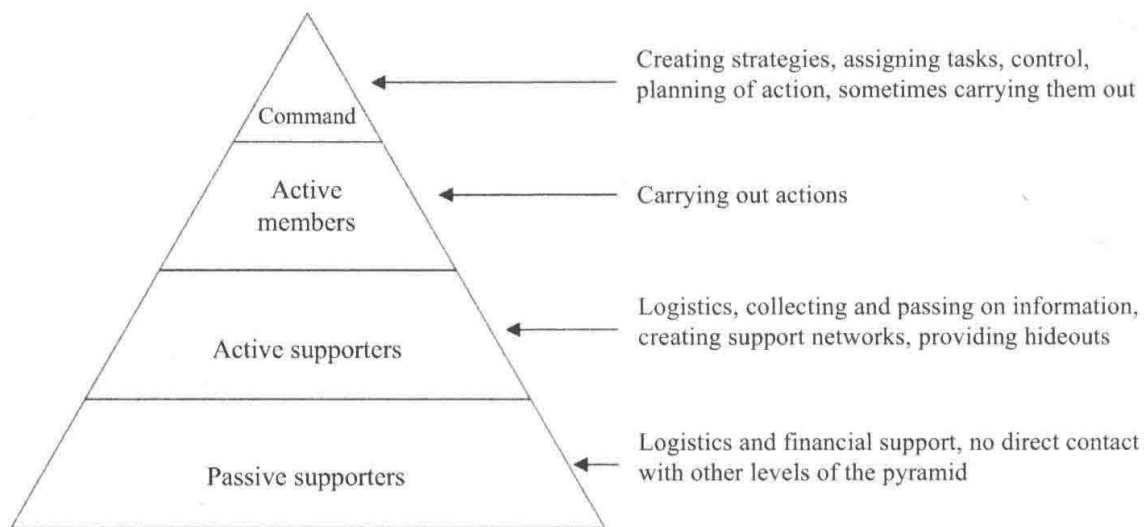 Creating strategies, assigning tasks, control,
planning of action, sometimes carrying them out
Command
Active
members
Carrying out actions
Logistics, collecting and passing on information,
creating support networks, providing hideouts
Active supporters
Logistics and financial support, no direct contact
with other levels of the pyramid
Passive supporters